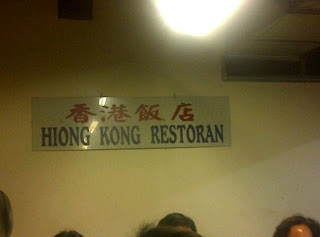 香港飯店
HIONG KONG RESTORAN